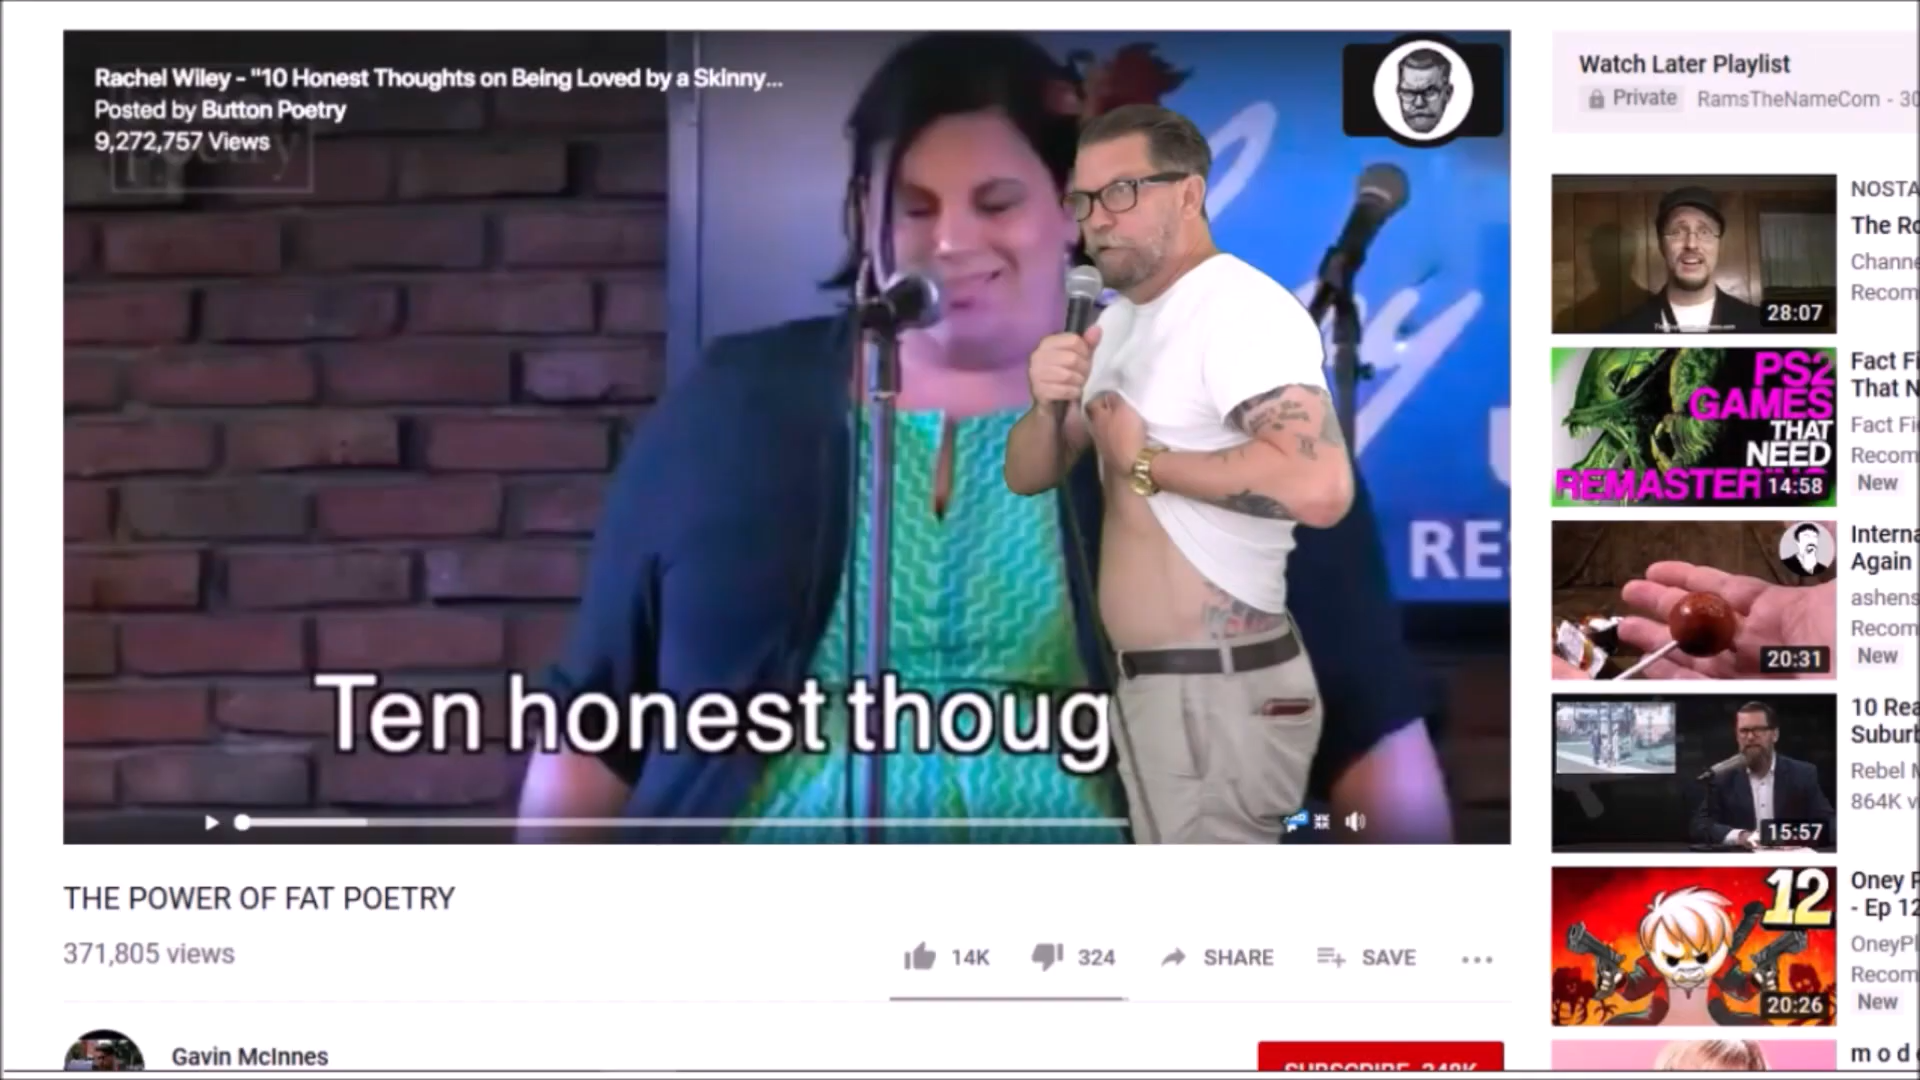 Rachel Wiley - "10 Honest Thoughts on Being Loved by a Skinny...
Posted by Button Poetry
9,272,757 Views
poetry
RE
Ten honest thoug
THE POWER OF FAT POETRY
371,805 views
14K
324
SHARE
SAVE
Gavin McInnes
SUBSCRIBE
Watch Later Playlist
Private
RamsTheNameCom - 30
28:07
NOSTA
The Ro
Channe
Recom
PS2
GAMES
THAT
NEED
14:58
Fact Fi
That N
Fact Fi
Recom
New
20:31
Interna
Again
ashens
Recom
New
15:57
10 Rea
Suburb
Rebel M
864K v
12
20:26
Oney P
- Ep 12
OneyPl
Recom
New
m o d e